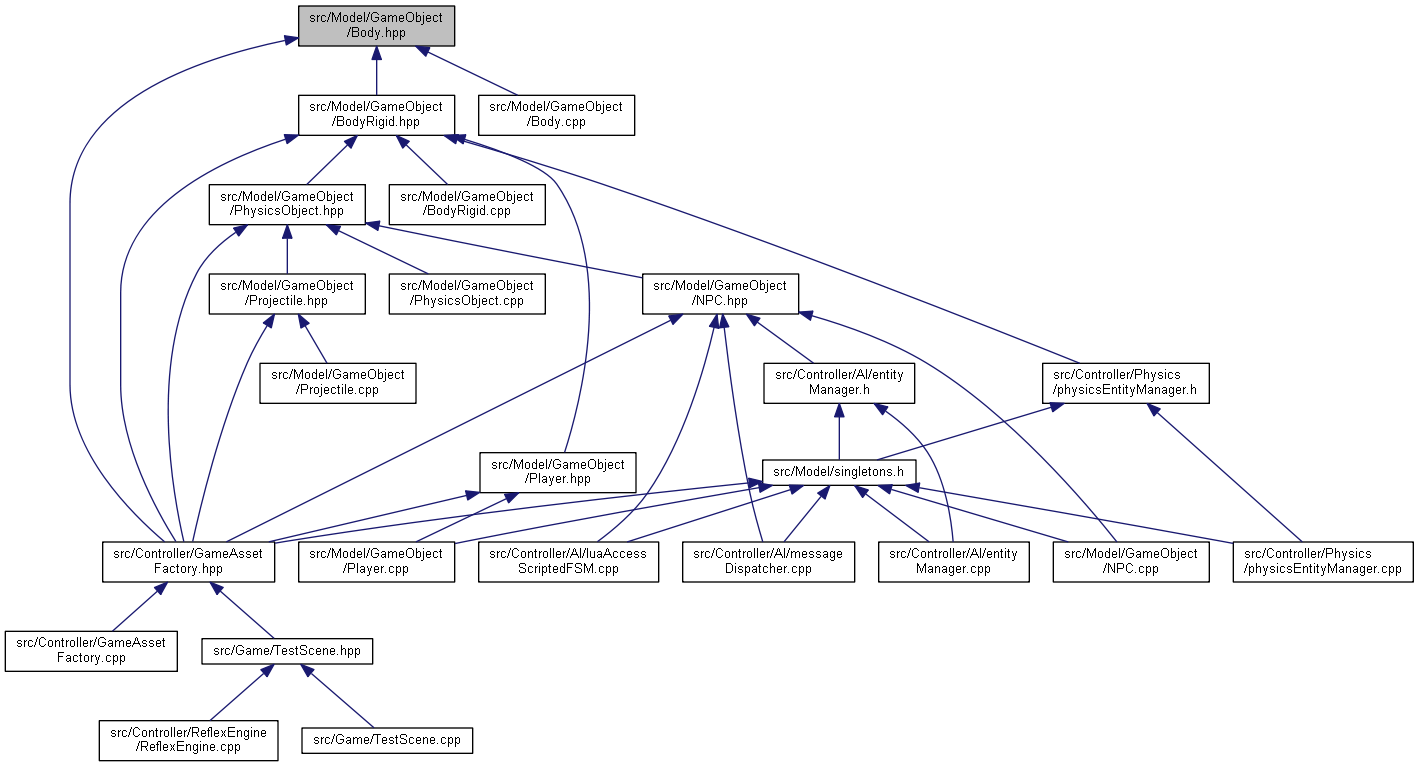 src/Model/GameObject
/Body.hpp
src/Model/GameObject
/BodyRigid.hpp
src/Model/GameObject
/Body.cpp
src/Model/GameObject
/PhysicsObject.hpp
src/Model/GameObject
/BodyRigid.cpp
src/Model/GameObject
/Projectile.hpp
src/Model/GameObject
/PhysicsObject.cpp
src/Model/GameObject
/NPC.hpp
src/Model/GameObject
/Projectile.cpp
src/Controller/AI/entity
Manager.h
src/Controller/Physics
/physicsEntityManager.h
src/Model/GameObject
/Player.hpp
src/Model/singletons.h
src/Controller/GameAsset
Factory.hpp
src/Model/GameObject
/Player.cpp
src/Controller/AI/luaAccess
ScriptedFSM.cpp
src/Controller/AI/message
Dispatcher.cpp
src/Controller/AI/entity
Manager.cpp
src/Model/GameObject
/NPC.cpp
src/Controller/Physics
/physicsEntityManager.cpp
src/Controller/GameAsset
Factory.cpp
src/Game/TestScene.hpp
src/Controller/ReflexEngine
/ReflexEngine.cpp
src/Game/TestScene.cpp